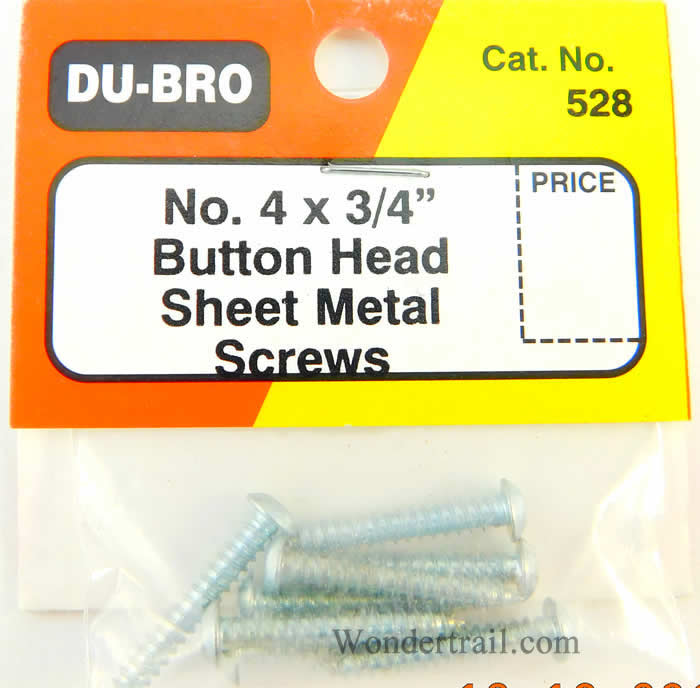 DU-BRO
Cat. No.
528
No. 4 x 3/4”
Button Head
Sheet Metal
Screws
PRICE
Wondertrail.com